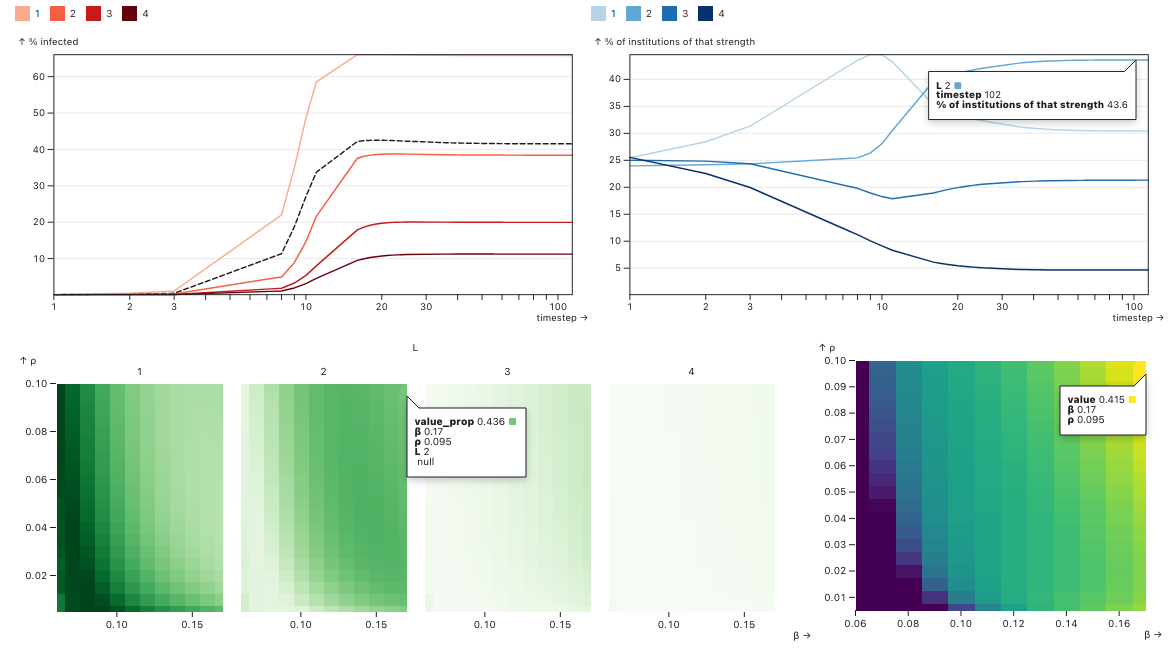 1 2 3 4
↑ % infected
60
50
40
30
20
10
1 2 3 10 20 30 100
timestep →
1 2 3 4
↑ % of institutions of that strength
40
35
30
25
20
15
10
5
L 2
timestep 102
% of institutions of that strength 43.6
1 2 3 10 20 30 100
timestep →
L
↑ ρ
1 2 3 4
0.10
0.08
0.06
0.04
0.02
value_prop 0.436
β 0.17
ρ 0.095
L 2
null
0.10 0.15 0.10 0.15 0.10 0.15 0.10 0.15
β →
↑ ρ
0.10
0.09
0.08
0.07
0.06
0.05
0.04
0.03
0.02
0.01
value 0.415
β 0.17
ρ 0.095
0.06 0.08 0.10 0.12 0.14 0.16
β →